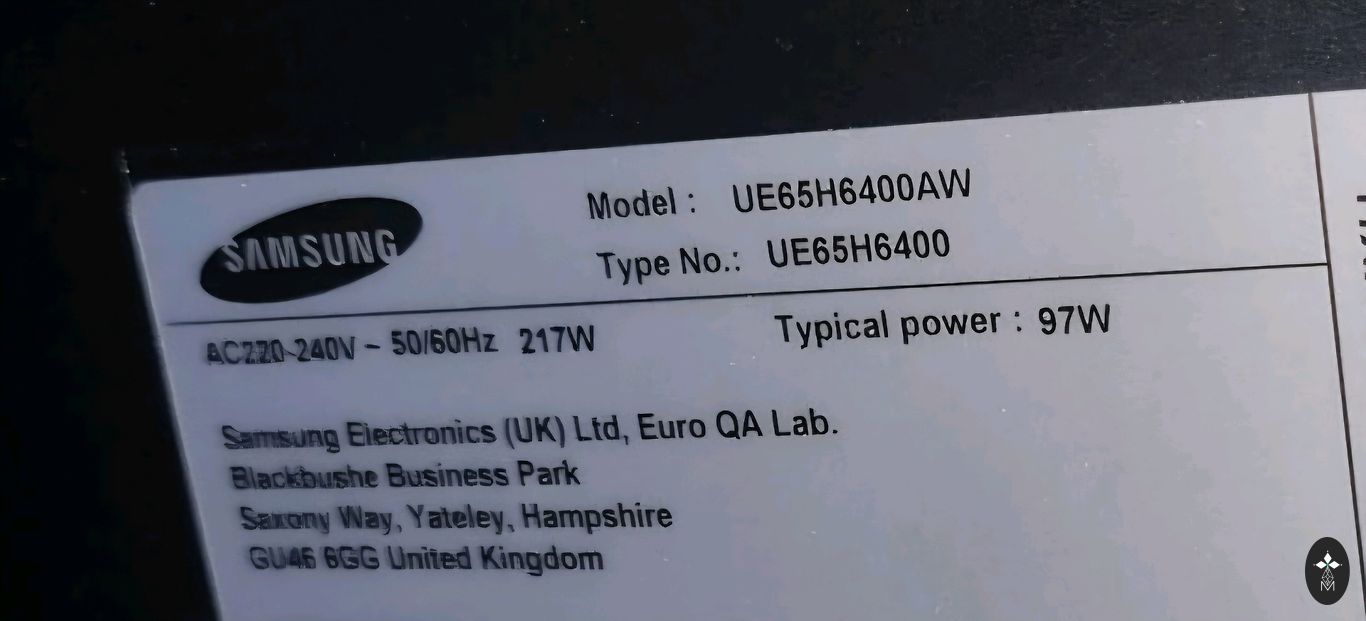 SAMSUNG
Model : UE65H6400AW
Type No.: UE65H6400
AC220-240V ~ 50/60Hz 217W
Typical power : 97W
Samsung Electronics (UK) Ltd, Euro QA Lab.
Blackbushe Business Park
Saxony Way, Yateley, Hampshire
GU46 6GG United Kingdom
M